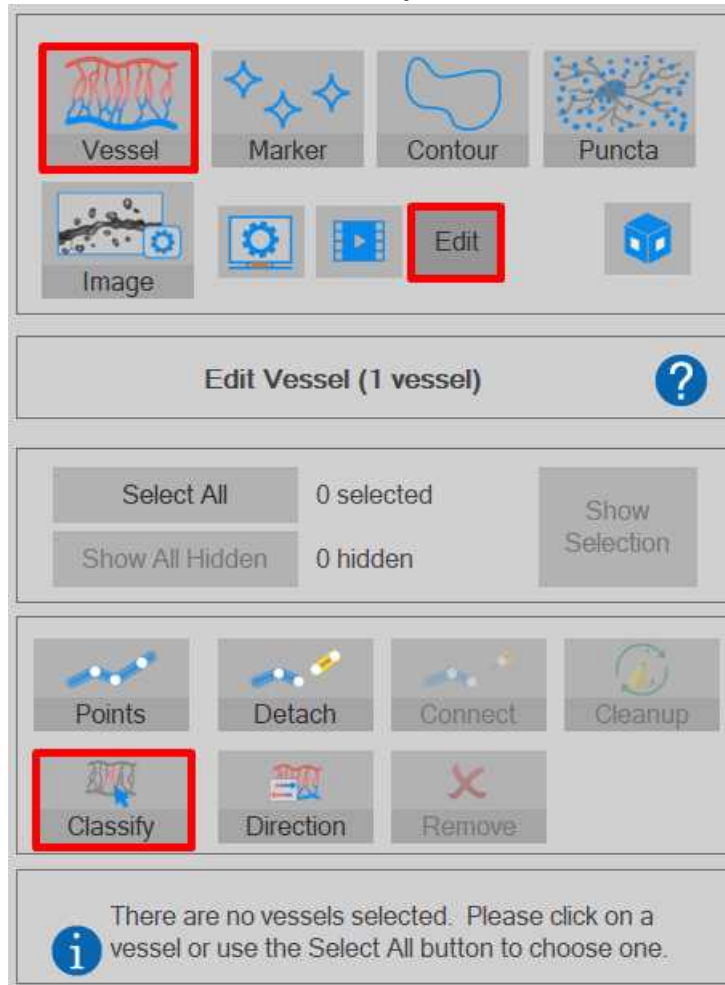 Vessel
Marker
Contour
Puncta
Image
Edit
Edit Vessel (1 vessel)
?
Select All
0 selected
Show
Selection
Show All Hidden
0 hidden
Points
Detach
Connect
Cleanup
Classify
Direction
Remove
i
There are no vessels selected. Please click on a
vessel or use the Select All button to choose one.